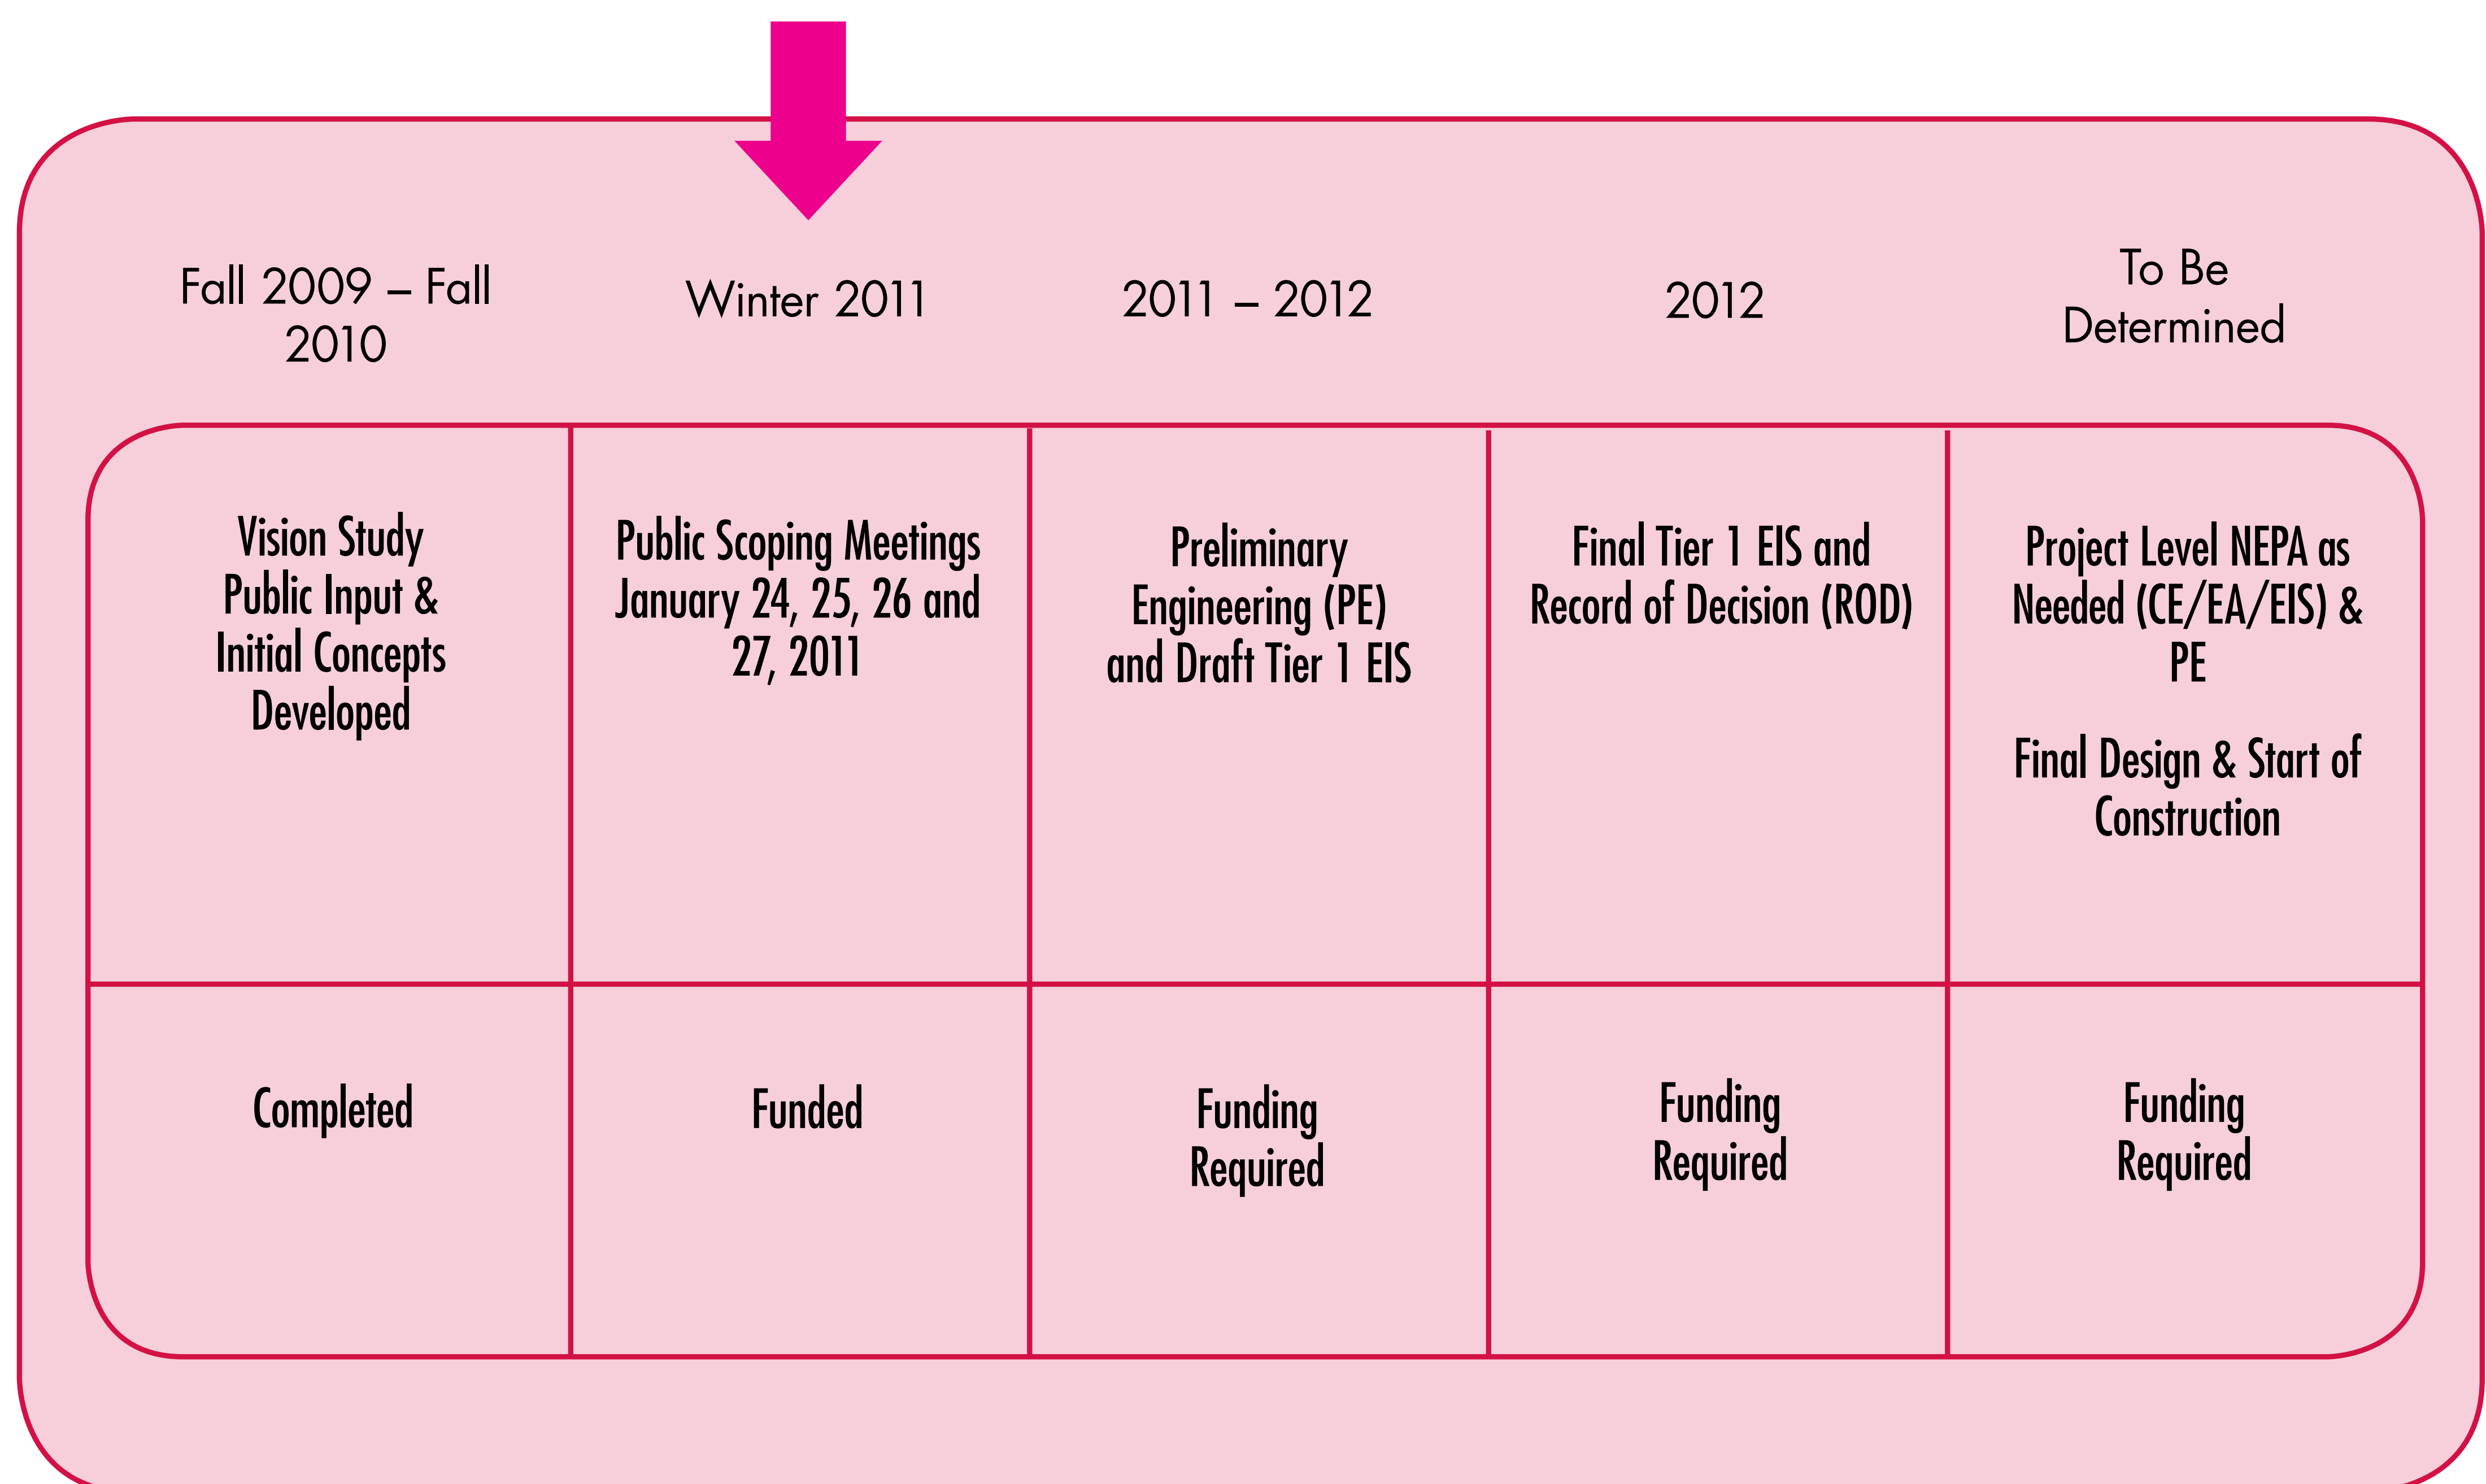 Fall 2009 – Fall
2010
Winter 2011
2011 – 2012
2012
To Be
Determined
Vision Study
Public Input &
Initial Concepts
Developed
Public Scoping Meetings
January 24, 25, 26 and
27, 2011
Preliminary
Engineering (PE)
and Draft Tier 1 EIS
Final Tier 1 EIS and
Record of Decision (ROD)
Project Level NEPA as
Needed (CE/EA/EIS) &
PE
Final Design & Start of
Construction
Completed
Funded
Funding
Required
Funding
Required
Funding
Required